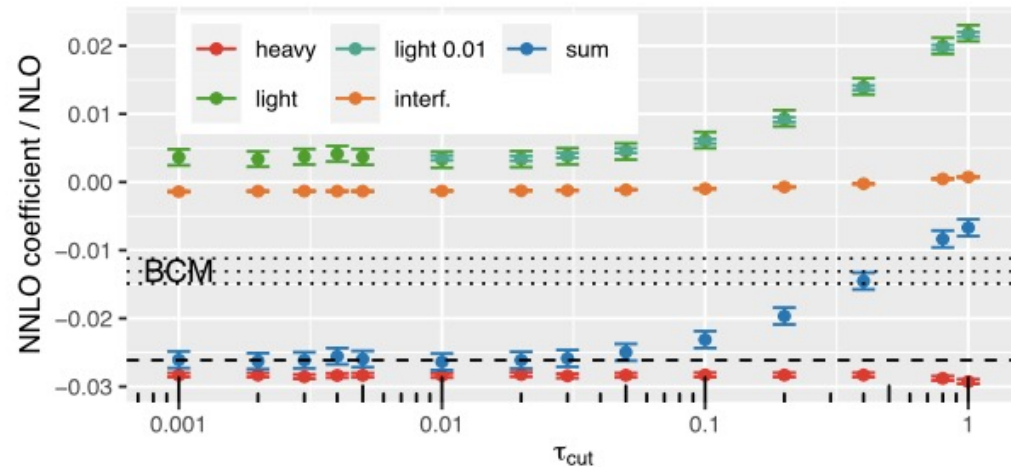 NNLO coefficient / NLO
0.02
0.01
0.00
−0.01
−0.02
−0.03
heavy
light 0.01
sum
light
interf.
BCM
0.001
0.01
0.1
1
τcut